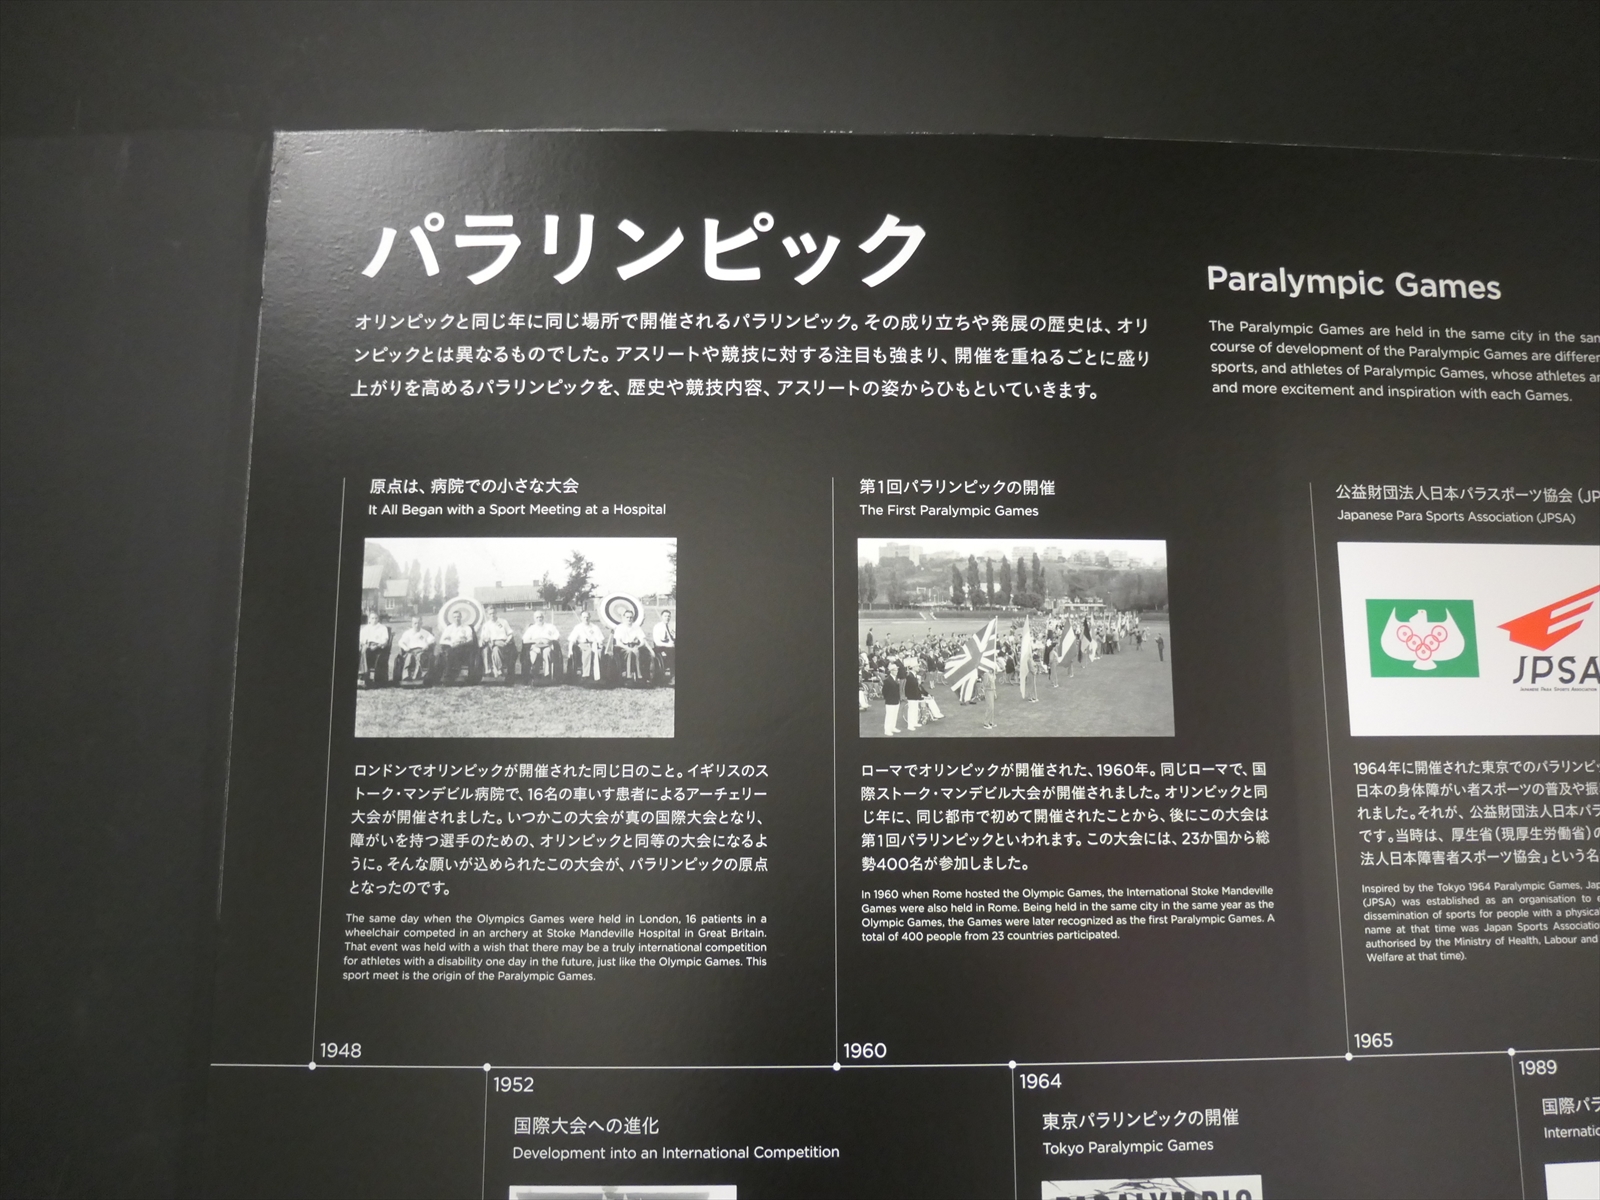 パラリンピック
オリンピックと同じ年に同じ場所で開催されるパラリンピック。その成り立ちや発展の歴史は、オリ
ンピックとは異なるものでした。アスリートや競技に対する注目も強まり、開催を重ねるごとに盛り
上がりを高めるパラリンピックを、歴史や競技内容、アスリートの姿からひもといていきます。
Paralympic Games
The Paralympic Games are held in the same city in the
course of development of the Paralympic Games are
sports, and athletes of Paralympic Games, whose athletes
and more excitement and inspiration with each Games.
原点は、病院での小さな大会
It All Began with a Sport Meeting at a Hospital
ロンドンでオリンピックが開催された同じ日のこと。イギリスのス
トーク・マンデビル病院で、16名の車いす患者によるアーチェリー
大会が開催されました。いつかこの大会が真の国際大会となり、
障がいを持つ選手のための、オリンピックと同等の大会になるよ
うに。そんな願いが込められたこの大会が、パラリンピックの原点
となったのです。
The same day when the Olympics Games were held in London, 16 patients in a
wheelchair competed in an archery at Stoke Mandeville Hospital in Great Britain.
That event was held with a wish that there may be a truly international competition
for athletes with a disability one day in the future, just like the Olympic Games. This
sport meet is the origin of the Paralympic Games.
1948
第1回パラリンピックの開催
The First Paralympic Games
ローマでオリンピックが開催された、1960年。同じローマで、国
際ストーク・マンデビル大会が開催されました。オリンピックと同
じ年に、同じ都市で初めて開催されたことから、後にこの大会は
第1回パラリンピックといわれます。この大会には、23か国から総
勢400名が参加しました。
In 1960 when Rome hosted the Olympic Games, the International Stoke Mandeville
Games were also held in Rome. Being held in the same city in the same year as the
Olympic Games, the Games were later recognized as the first Paralympic Games. A
total of 400 people from 23 countries participated.
1960
公益財団法人日本パラスポーツ協会（JP
Japanese Para Sports Association (JPSA)
JPSA
JAPANESE PARA SPORTS ASSOCIATION
1964年に開催された東京でのパラリンピッ
日本の身体障がい者スポーツの普及や振
れました。それが、公益財団法人日本パラ
です。当時は、厚生省（現厚生労働省）の
法人日本障害者スポーツ協会」という名
Inspired by the Tokyo 1964 Paralympic Games,
(JPSA) was established as an organisation to
dissemination of sports for people with a
name at that time was Japan Sports
authorised by the Ministry of Health, Labour and
Welfare at that time).
1965
1952
国際大会への進化
Development into an International Competition
1964
東京パラリンピックの開催
Tokyo Paralympic Games
PARALYMPIC
1989
国際パラ